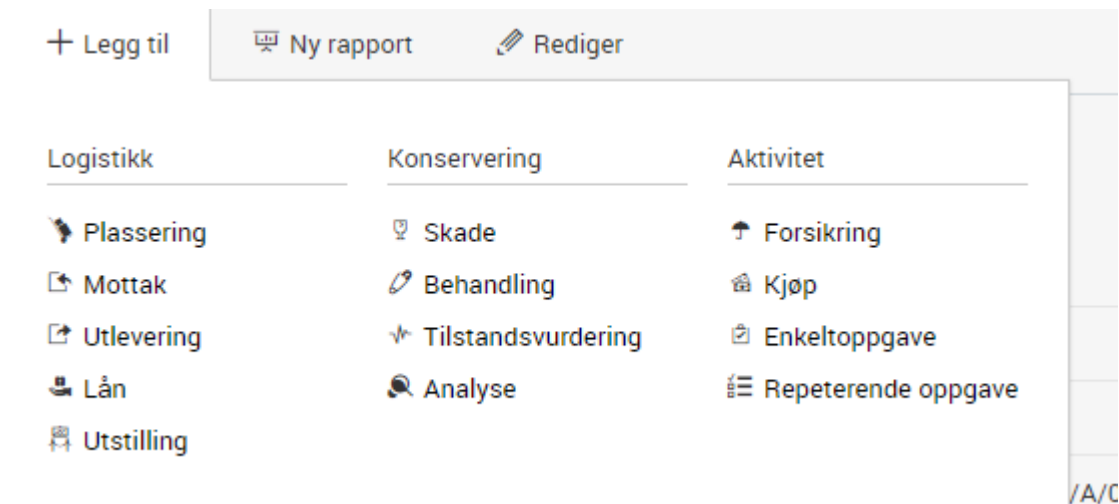 Legg til
Ny rapport
Rediger
Logistikk
Plassering
Mottak
Utlevering
Lån
Utstilling
Konservering
Skade
Behandling
Tilstandsvurdering
Analyse
Aktivitet
Forsikring
Kjøp
Enkeltoppgave
Repeterende oppgave